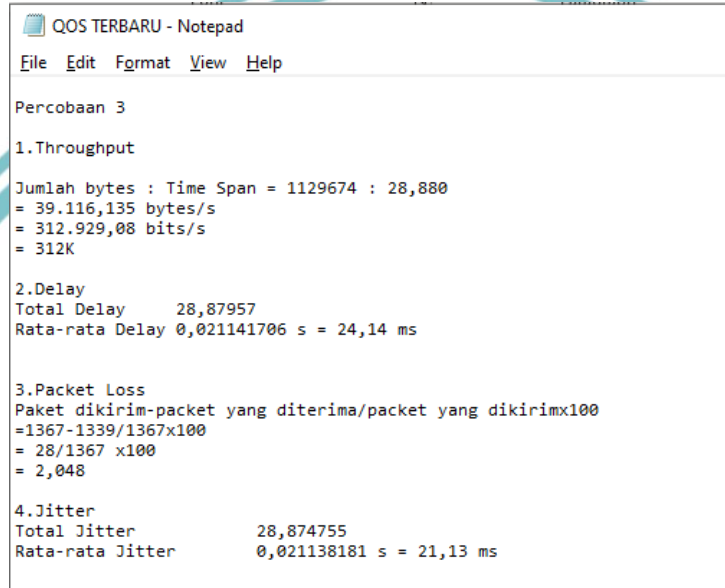 QOS TERBARU - Notepad
File Edit Format View Help
Percobaan 3
1.Throughput
Jumlah bytes : Time Span = 1129674 : 28,880
= 39.116,135 bytes/s
= 312.929,08 bits/s
= 312K
2.Delay
Total Delay 28,87957
Rata-rata Delay 0,021141706 s = 24,14 ms
3.Packet Loss
Paket dikirim-packet yang diterima/packet yang dikirimx100
=1367-1339/1367x100
= 28/1367 x100
= 2,048
4.Jitter
Total Jitter 28,874755
Rata-rata Jitter 0,021138181 s = 21,13 ms